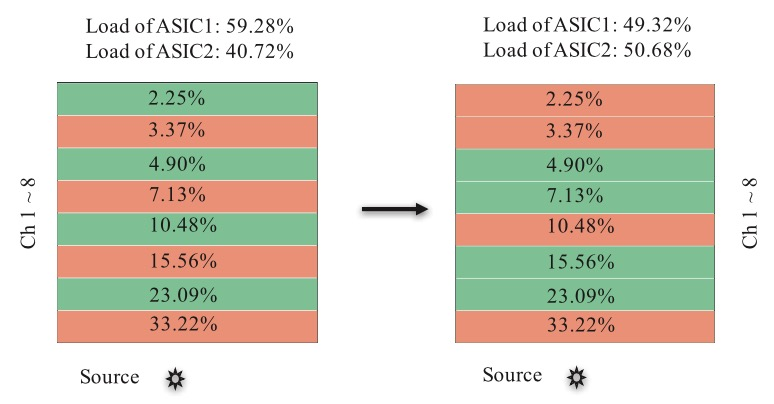 Load of ASIC1: 59.28%
Load of ASIC2: 40.72%
2.25%
3.37%
4.90%
7.13%
10.48%
15.56%
23.09%
33.22%
Ch 1 ~ 8
Source
Load of ASIC1: 49.32%
Load of ASIC2: 50.68%
2.25%
3.37%
4.90%
7.13%
10.48%
15.56%
23.09%
33.22%
Ch 1 ~ 8
Source